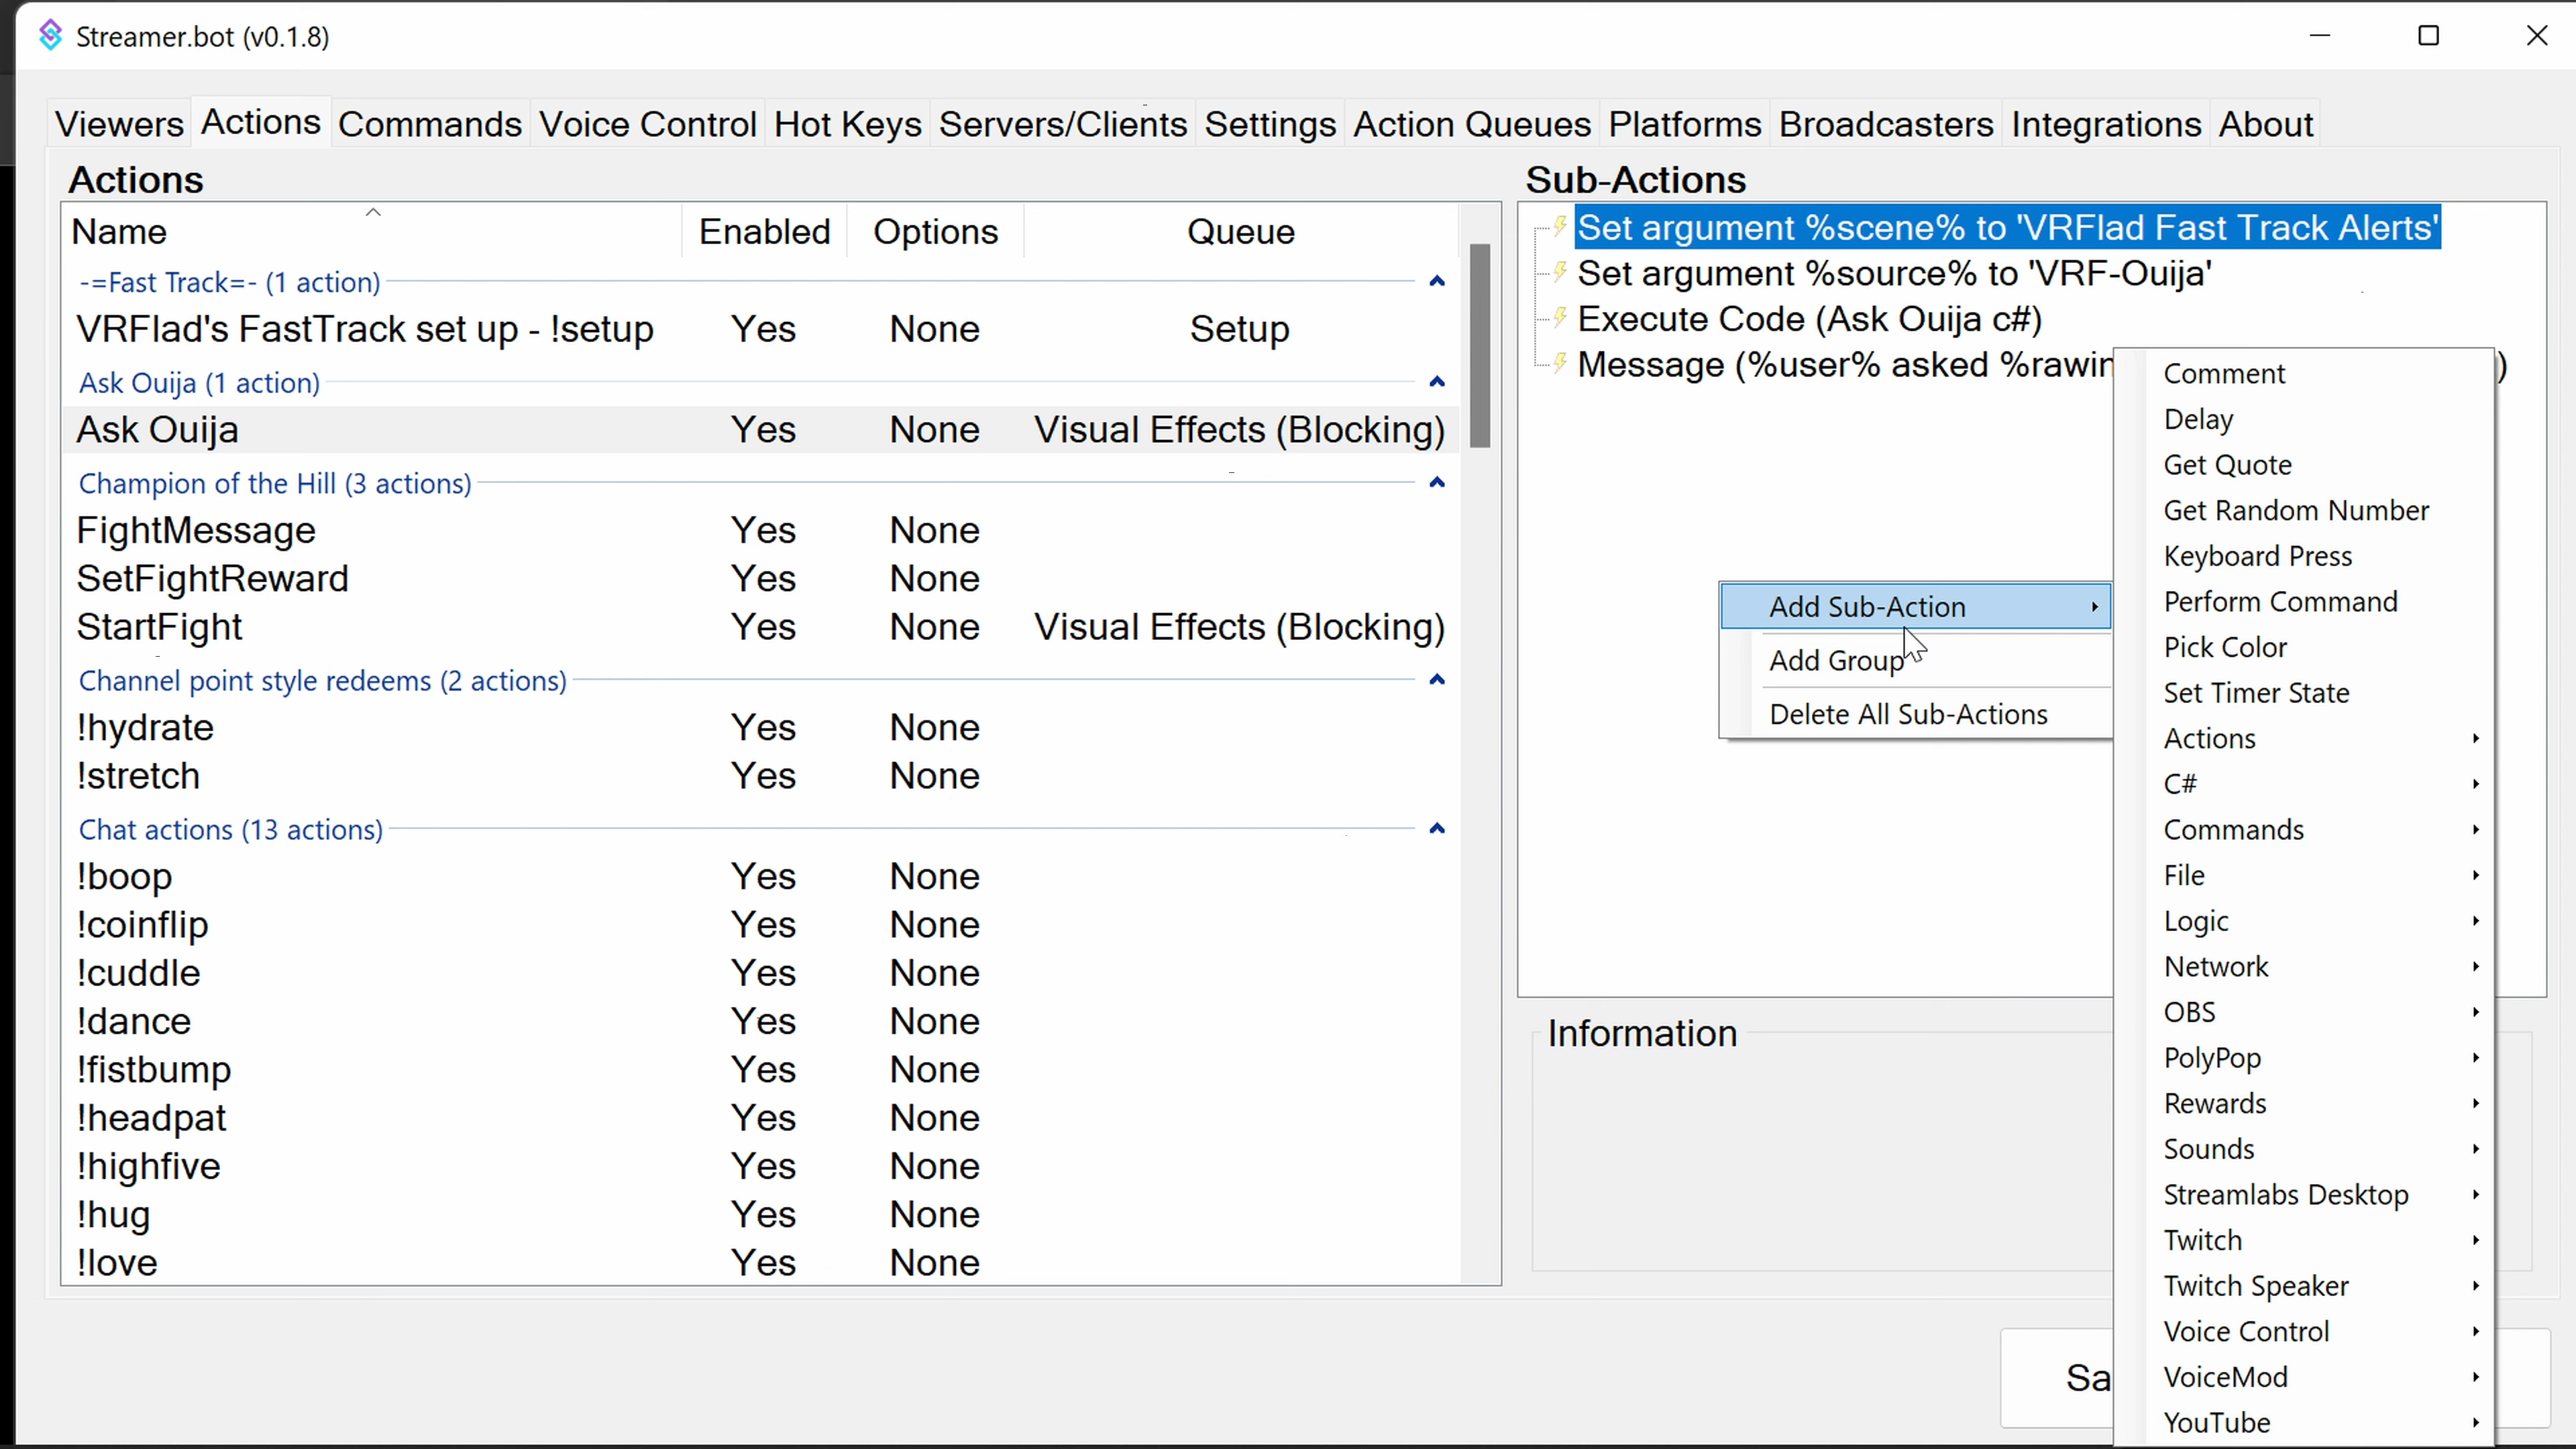 Streamer.bot (v0.1.8)
Viewers Actions Commands Voice Control Hot Keys Servers/Clients Settings Action Queues Platforms Broadcasters Integrations About
Actions
Name Enabled Options Queue
-=Fast Track=- (1 action)
VRFlad's FastTrack set up - !setup Yes None Setup
Ask Ouija (1 action)
Ask Ouija Yes None Visual Effects (Blocking)
Champion of the Hill (3 actions)
FightMessage Yes None
SetFightReward Yes None
StartFight Yes None Visual Effects (Blocking)
Channel point style redeems (2 actions)
!hydrate Yes None
!stretch Yes None
Chat actions (13 actions)
!boop Yes None
!coinflip Yes None
!cuddle Yes None
!dance Yes None
!fistbump Yes None
!headpat Yes None
!highfive Yes None
!hug Yes None
!love Yes None
Sub-Actions
Set argument %scene% to 'VRFlad Fast Track Alerts'
Set argument %source% to 'VRF-Ouija'
Execute Code (Ask Ouija c#)
Message (%user% asked %rawin )
Add Sub-Action
Add Group
Delete All Sub-Actions
Comment
Delay
Get Quote
Get Random Number
Keyboard Press
Perform Command
Pick Color
Set Timer State
Actions
C#
Commands
File
Logic
Network
OBS
PolyPop
Rewards
Sounds
Streamlabs Desktop
Twitch
Twitch Speaker
Voice Control
VoiceMod
YouTube
Information
Sa